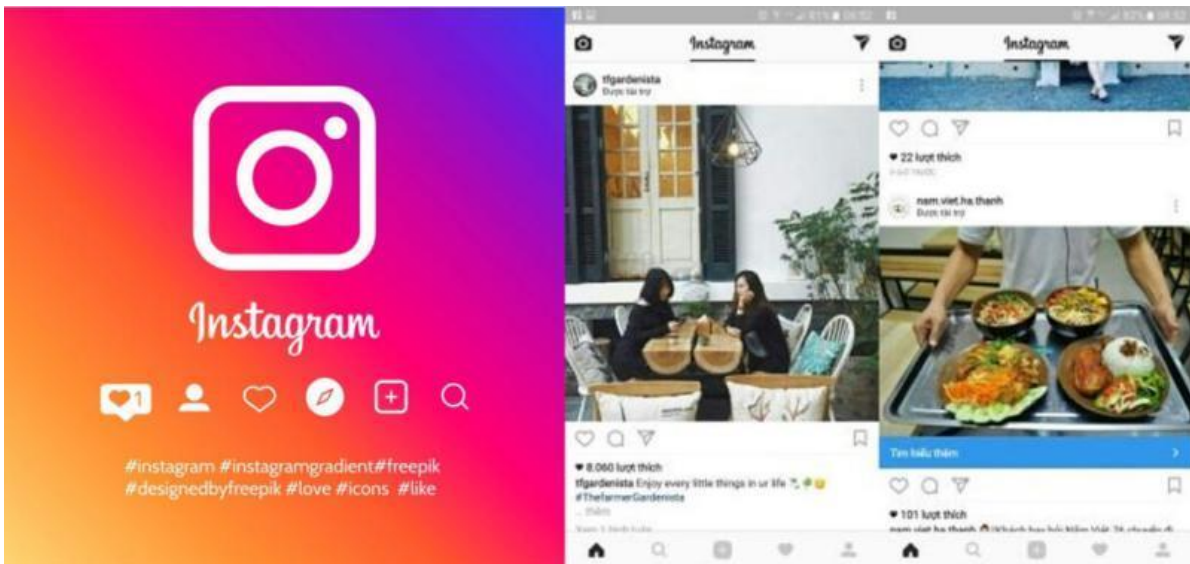 Instagram
1
#instagram #instagramgradient#freepik
#designedbyfreepik #love #icons #like
Instagram
tfgardenista
Được tài trợ
8.060 lượt thích
tfgardenista Enjoy every little things in ur life
#ThefarmerGardenista
... thêm
Instagram
22 lượt thích
nam.viet.ha.thanh
Được tài trợ
Tìm hiểu thêm
101 lượt thích